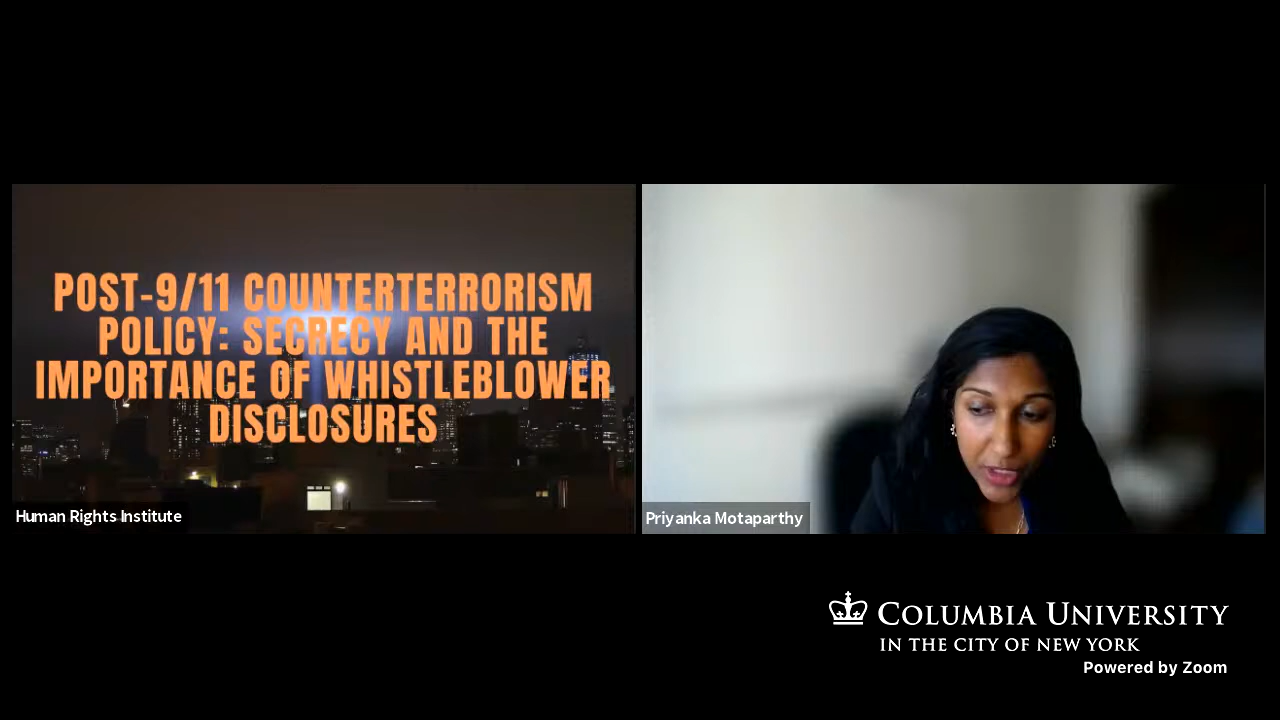 POST-9/11 COUNTERTERRORISM
POLICY: SECRECY AND THE
IMPORTANCE OF WHISTLEBLOWER
DISCLOSURES
Human Rights Institute
Priyanka Motaparthy
COLUMBIA UNIVERSITY
IN THE CITY OF NEW YORK
Powered by Zoom